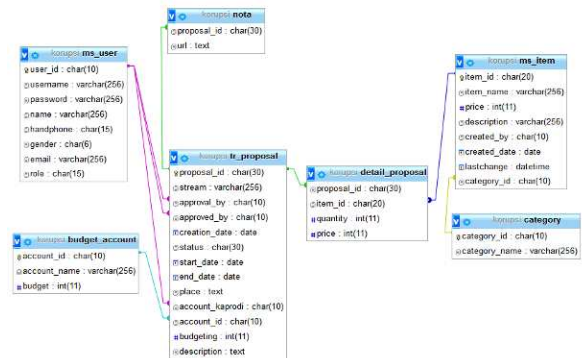 korupsi nota
proposal_id : char(30)
url : text
korupsi ms_user
user_id : char(10)
username : varchar(256)
password : varchar(256)
name : varchar(256)
handphone : char(15)
gender : char(6)
email : varchar(256)
role : char(15)
korupsi ms_item
item_id : char(20)
item_name : varchar(256)
price : int(11)
description : varchar(256)
created_by : char(10)
created_date : date
lastchange : datetime
category_id : char(10)
korupsi tr_proposal
proposal_id : char(30)
stream : varchar(256)
approval_by : char(10)
approved_by : char(10)
creation_date : date
status : char(30)
start_date : date
end_date : date
place : text
account_kaprodi : char(10)
account_id : char(10)
budgeting : int(11)
description : text
korupsi detail_proposal
proposal_id : char(30)
item_id : char(20)
quantity : int(11)
price : int(11)
korupsi category
category_id : char(10)
category_name : varchar(256)
korupsi budget_account
account_id : char(10)
account_name : varchar(256)
budget : int(11)